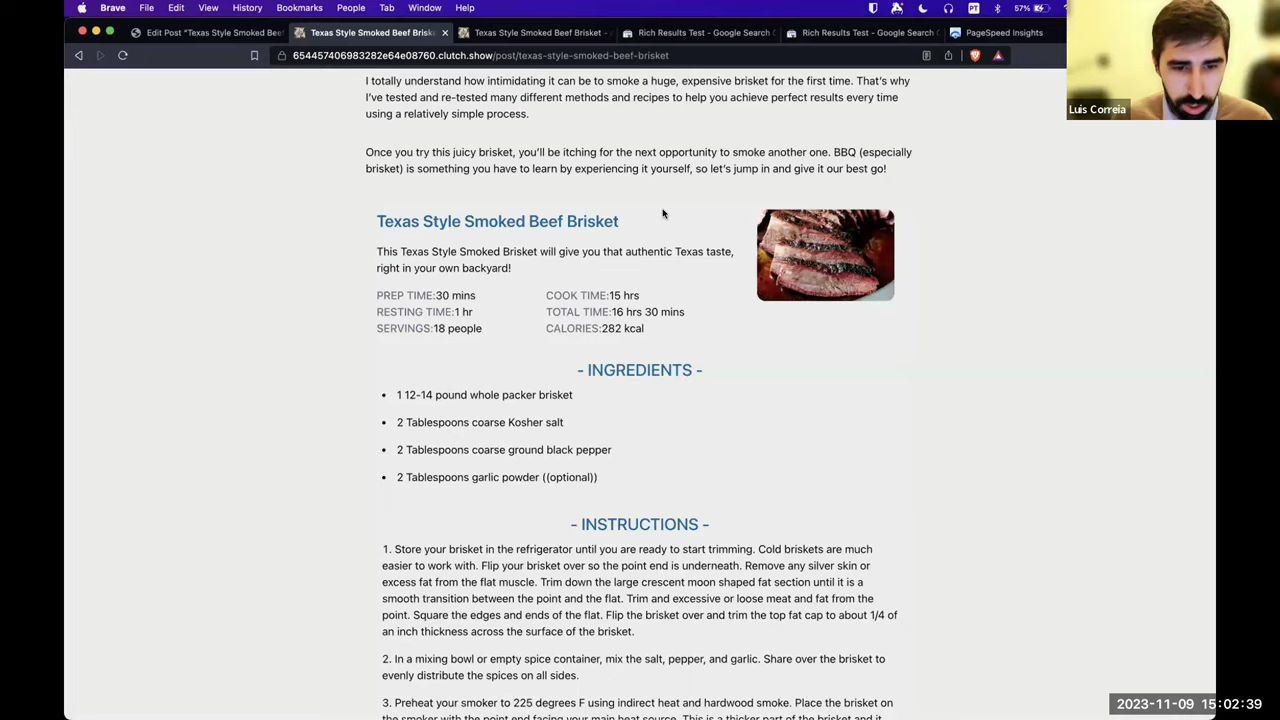 Brave File Edit View History Bookmarks People Tab Window Help PT 57%
Edit Post "Texas Style Smoked Beef
Texas Style Smoked Beef Brisk
Texas Style Smoked Beef Brisket -
Rich Results Test - Google Search
Rich Results Test - Google Search
PageSpeed Insights
654457406983282e64e08760.clutch.show/post/texas-style-smoked-beef-brisket
Luis Correia
I totally understand how intimidating it can be to smoke a huge, expensive brisket for the first time. That's why
I've tested and re-tested many different methods and recipes to help you achieve perfect results every time
using a relatively simple process.
Once you try this juicy brisket, you'll be itching for the next opportunity to smoke another one. BBQ (especially
brisket) is something you have to learn by experiencing it yourself, so let's jump in and give it our best go!
Texas Style Smoked Beef Brisket
This Texas Style Smoked Brisket will give you that authentic Texas taste,
right in your own backyard!
PREP TIME:30 mins COOK TIME:15 hrs
RESTING TIME:1 hr TOTAL TIME:16 hrs 30 mins
SERVINGS:18 people CALORIES:282 kcal
- INGREDIENTS -
• 1 12-14 pound whole packer brisket
• 2 Tablespoons coarse Kosher salt
• 2 Tablespoons coarse ground black pepper
• 2 Tablespoons garlic powder ((optional))
- INSTRUCTIONS -
1. Store your brisket in the refrigerator until you are ready to start trimming. Cold briskets are much
easier to work with. Flip your brisket over so the point end is underneath. Remove any silver skin or
excess fat from the flat muscle. Trim down the large crescent moon shaped fat section until it is a
smooth transition between the point and the flat. Trim and excessive or loose meat and fat from the
point. Square the edges and ends of the flat. Flip the brisket over and trim the top fat cap to about 1/4 of
an inch thickness across the surface of the brisket.
2. In a mixing bowl or empty spice container, mix the salt, pepper, and garlic. Share over the brisket to
evenly distribute the spices on all sides.
3. Preheat your smoker to 225 degrees F using indirect heat and hardwood smoke. Place the brisket on
the smoker with the point end facing your main heat source. This is a thicker part of the brisket and it
2023-11-09 15:02:39